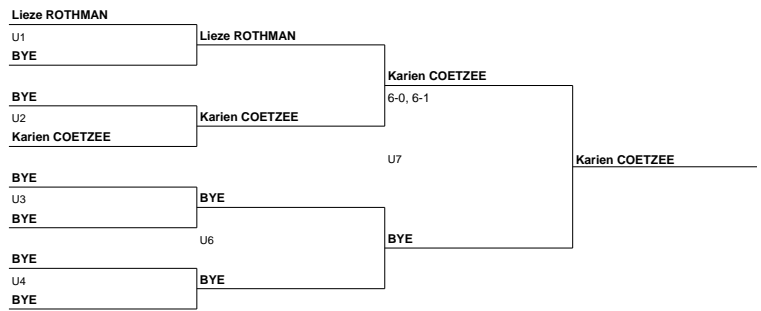 Lieze ROTHMAN
U1
Lieze ROTHMAN
BYE
Karien COETZEE
BYE
6-0, 6-1
U2
Karien COETZEE
Karien COETZEE
U7
Karien COETZEE
BYE
U3
BYE
BYE
U6
BYE
BYE
U4
BYE
BYE